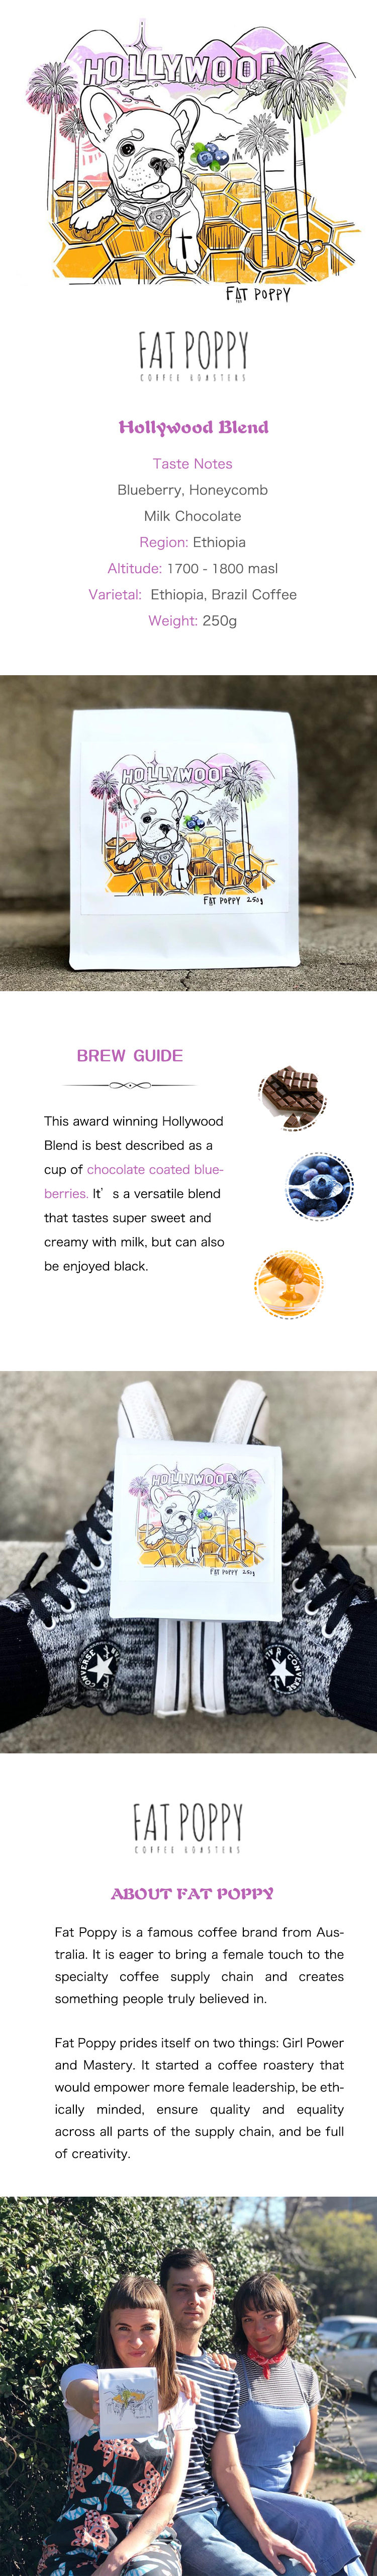 HOLLYWOOD
FAT POPPY
FAT POPPY
COFFEE ROASTERS
Hollywood Blend
Taste Notes
Blueberry, Honeycomb
Milk Chocolate
Region: Ethiopia
Altitude: 1700 - 1800 masl
Varietal: Ethiopia, Brazil Coffee
Weight: 250g
HOLLYWOOD
FAT POPPY 250g
BREW GUIDE
This award winning Hollywood
Blend is best described as a
cup of chocolate coated blue-
berries. It’s a versatile blend
that tastes super sweet and
creamy with milk, but can also
be enjoyed black.
HOLLYWOOD
FAT POPPY 250g
CONVERSE
CONVERSE
FAT POPPY
COFFEE ROASTERS
ABOUT FAT POPPY
Fat Poppy is a famous coffee brand from Aus-
tralia. It is eager to bring a female touch to the
specialty coffee supply chain and creates
something people truly believed in.
Fat Poppy prides itself on two things: Girl Power
and Mastery. It started a coffee roastery that
would empower more female leadership, be eth-
ically minded, ensure quality and equality
across all parts of the supply chain, and be full
of creativity.